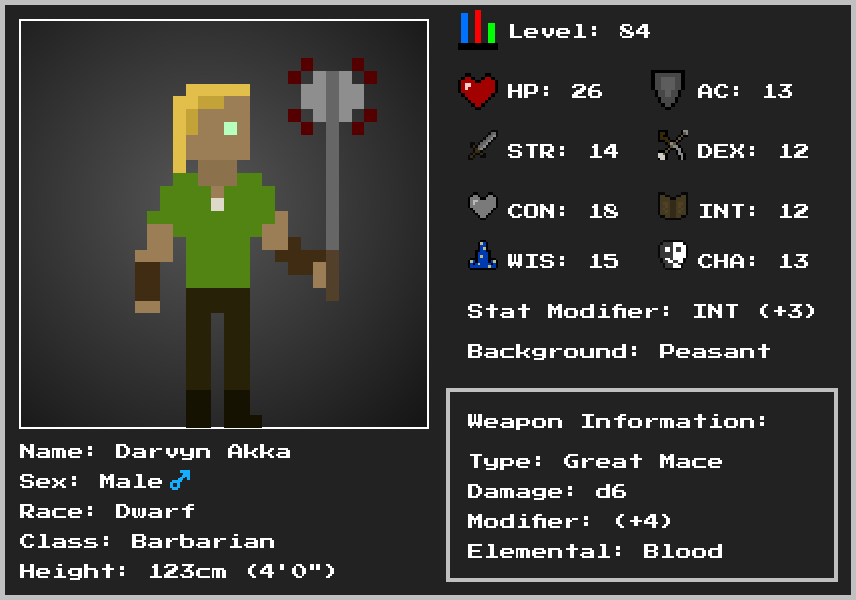 Level: 84
HP: 26 AC: 13
STR: 14 DEX: 12
CON: 18 INT: 12
WIS: 15 CHA: 13
Stat Modifier: INT (+3)
Background: Peasant
Weapon Information:
Type: Great Mace
Damage: d6
Modifier: (+4)
Elemental: Blood
Name: Darvyn Akka
Sex: Male♂
Race: Dwarf
Class: Barbarian
Height: 123cm (4'0")